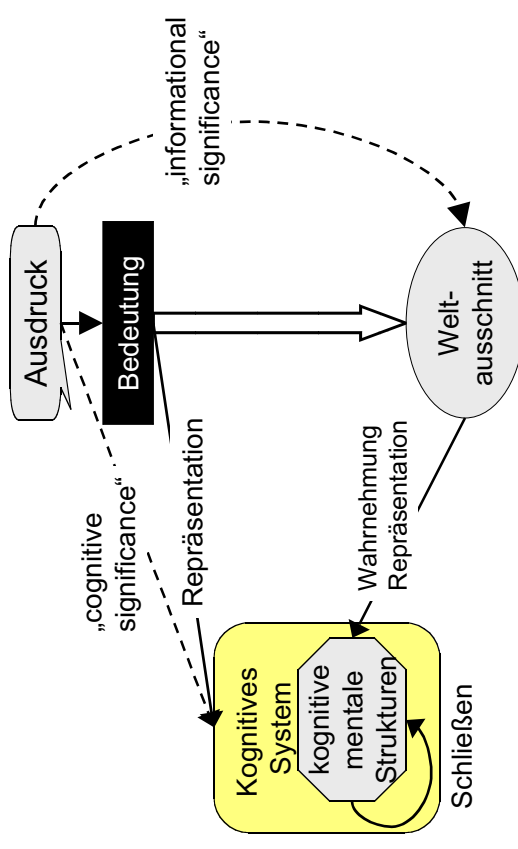 Ausdruck
„informational
significance“
Bedeutung
„cognitive
significance“
Repräsentation
Kognitives
System
kognitive
mentale
Strukturen
Schließen
Wahrnehmung
Repräsentation
Welt-
ausschnitt